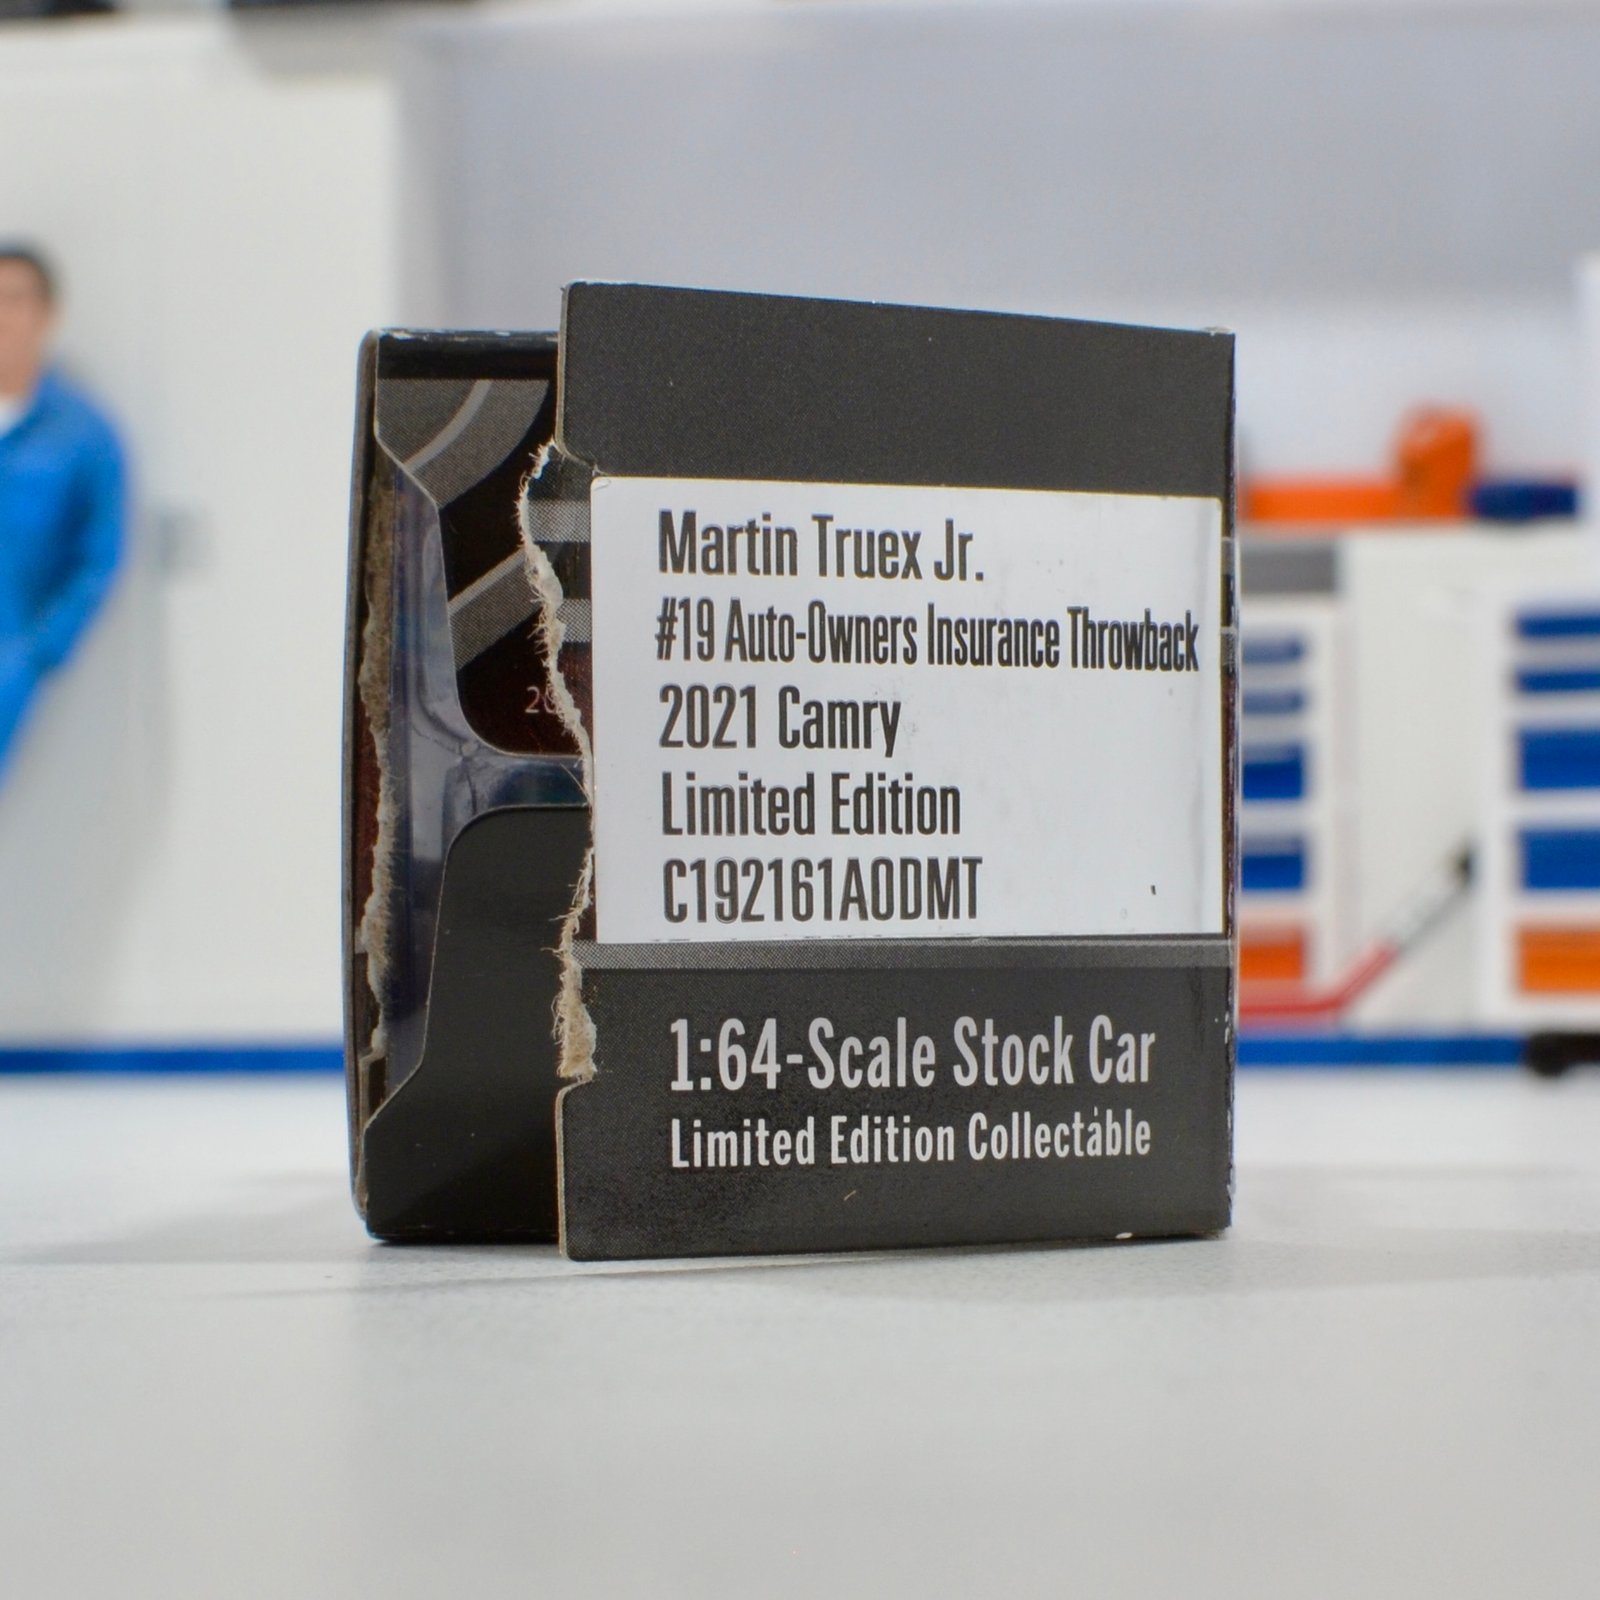 Martin Truex Jr.
#19 Auto-Owners Insurance Throwback
2021 Camry
Limited Edition
C192161AODMT
1:64-Scale Stock Car
Limited Edition Collectable